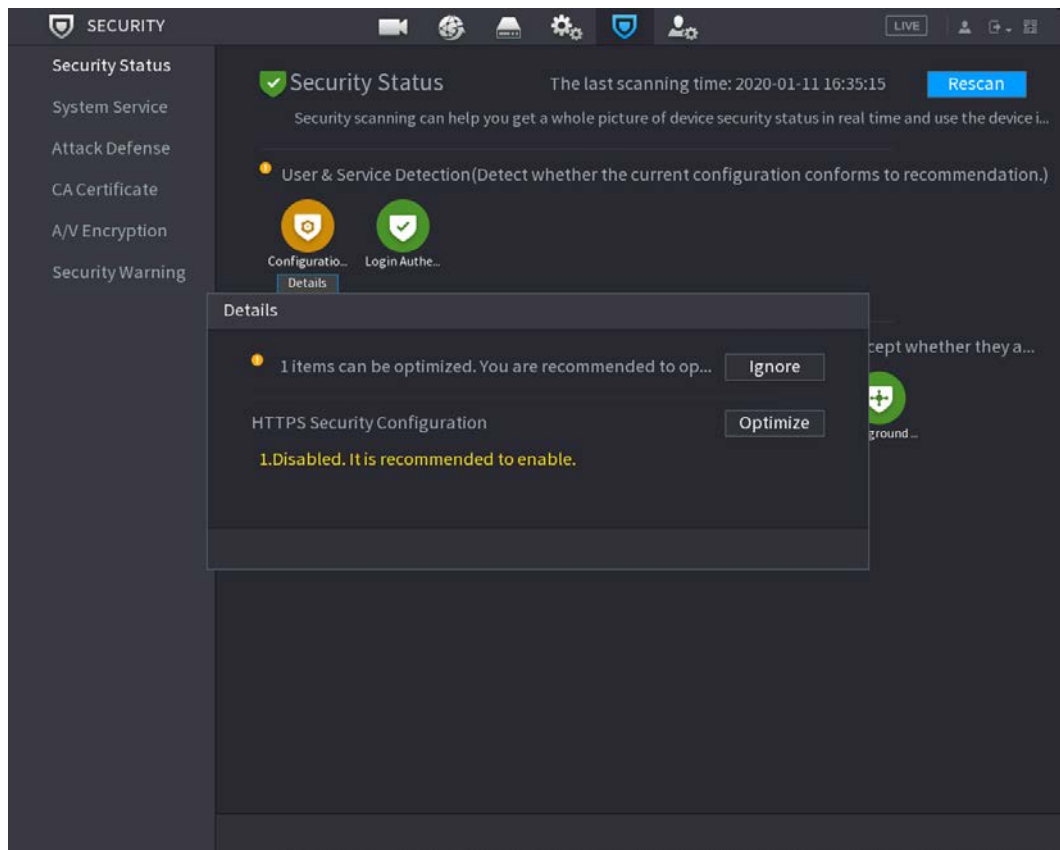 SECURITY
LIVE
Security Status
System Service
Attack Defense
CA Certificate
A/V Encryption
Security Warning
Security Status
The last scanning time: 2020-01-11 16:35:15
Rescan
Security scanning can help you get a whole picture of device security status in real time and use the device i...
User & Service Detection(Detect whether the current configuration conforms to recommendation.)
Configuratio...
Login Authe...
Details
Details
1 items can be optimized. You are recommended to op...
Ignore
HTTPS Security Configuration
Optimize
1.Disabled. It is recommended to enable.
cept whether they a...
ground ...